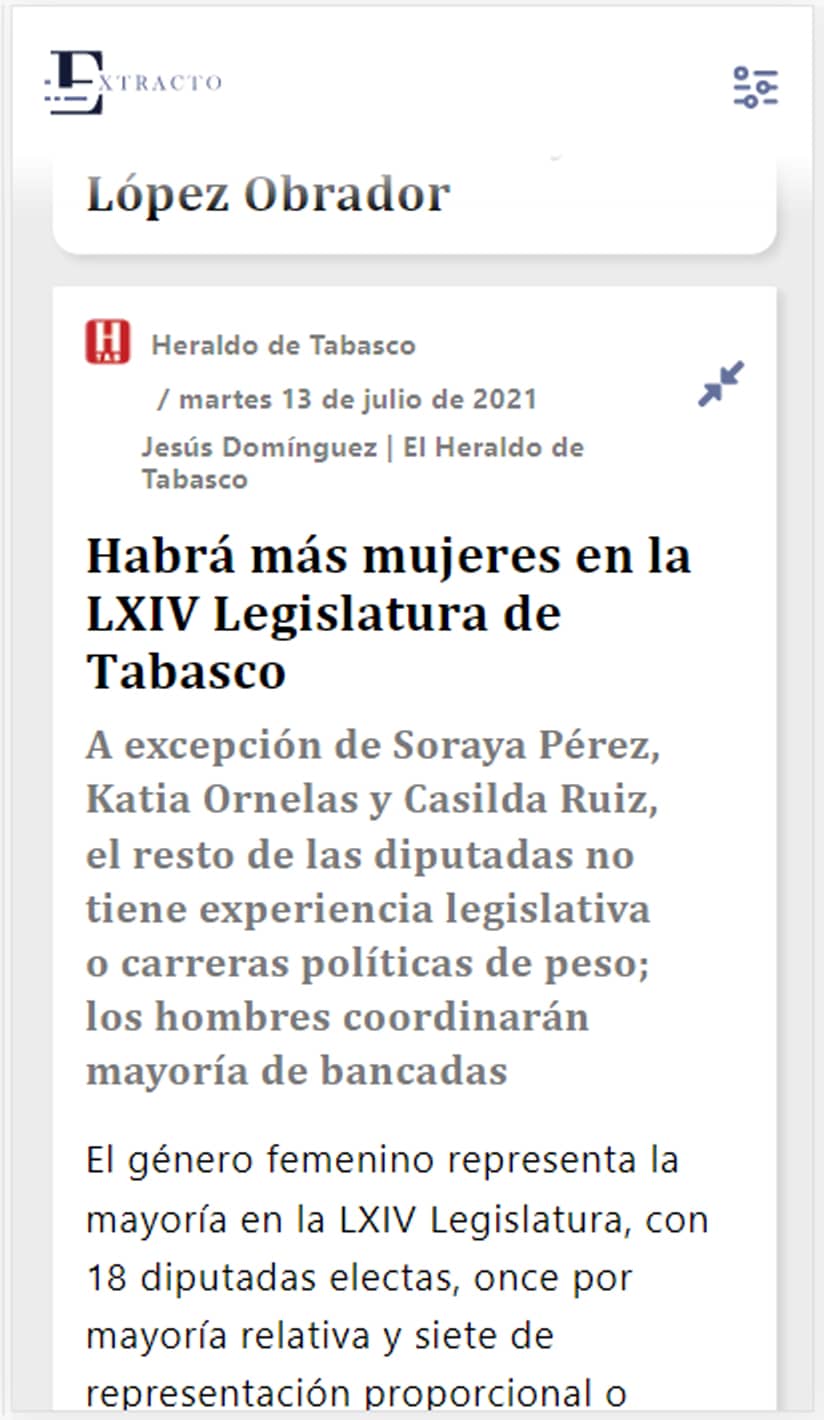 EXTRACTO
López Obrador
H
TAB
Heraldo de Tabasco
/ martes 13 de julio de 2021
Jesús Domínguez | El Heraldo de
Tabasco
Habrá más mujeres en la
LXIV Legislatura de
Tabasco
A excepción de Soraya Pérez,
Katia Ornelas y Casilda Ruiz,
el resto de las diputadas no
tiene experiencia legislativa
o carreras políticas de peso;
los hombres coordinarán
mayoría de bancadas
El género femenino representa la
mayoría en la LXIV Legislatura, con
18 diputadas electas, once por
mayoría relativa y siete de
representación proporcional o